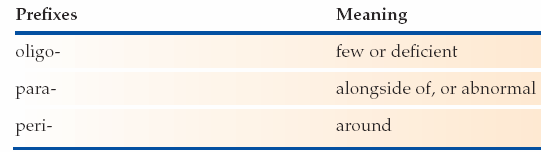 Prefixes Meaning
oligo- few or deficient
para- alongside of, or abnormal
peri- around